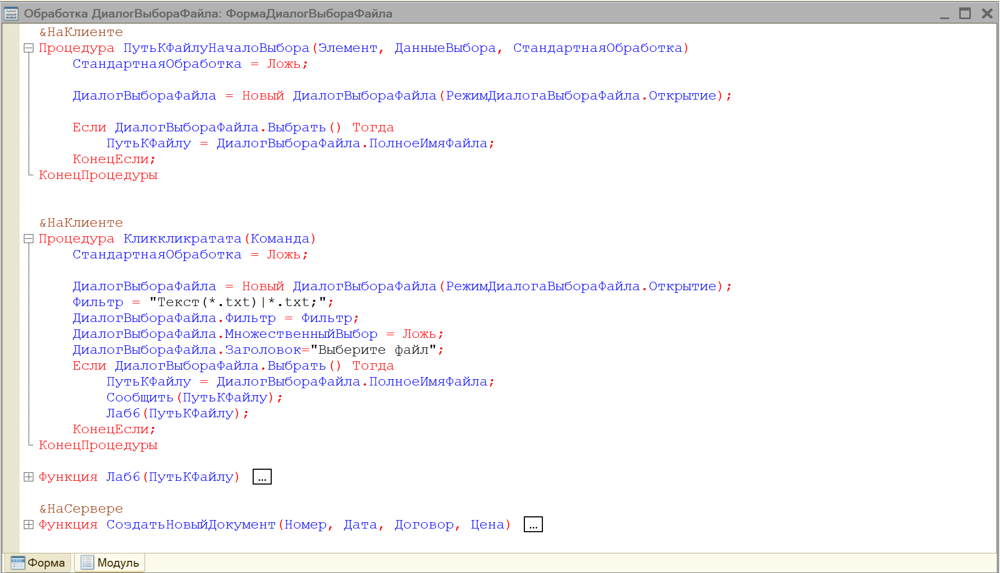 Обработка ДиалогВыбораФайла: ФормаДиалогВыбораФайла
&НаКлиенте
Процедура ПутьКФайлуНачалоВыбора(Элемент, ДанныеВыбора, СтандартнаяОбработка)
СтандартнаяОбработка = Ложь;
ДиалогВыбораФайла = Новый ДиалогВыбораФайла(РежимДиалогаВыбораФайла.Открытие);
Если ДиалогВыбораФайла.Выбрать() Тогда
ПутьКФайлу = ДиалогВыбораФайла.ПолноеИмяФайла;
КонецЕсли;
КонецПроцедуры
&НаКлиенте
Процедура Кликкликратата(Команда)
СтандартнаяОбработка = Ложь;
ДиалогВыбораФайла = Новый ДиалогВыбораФайла(РежимДиалогаВыбораФайла.Открытие);
Фильтр = "Текст(*.txt)|*.txt;";
ДиалогВыбораФайла.Фильтр = Фильтр;
ДиалогВыбораФайла.МножественныйВыбор = Ложь;
ДиалогВыбораФайла.Заголовок="Выберите файл";
Если ДиалогВыбораФайла.Выбрать() Тогда
ПутьКФайлу = ДиалогВыбораФайла.ПолноеИмяФайла;
Сообщить(ПутьКФайлу);
Лаб6(ПутьКФайлу);
КонецЕсли;
КонецПроцедуры
Функция Лаб6(ПутьКФайлу) ...
&НаСервере
Функция СоздатьНовыйДокумент(Номер, Дата, Договор, Цена) ...
Форма Модуль